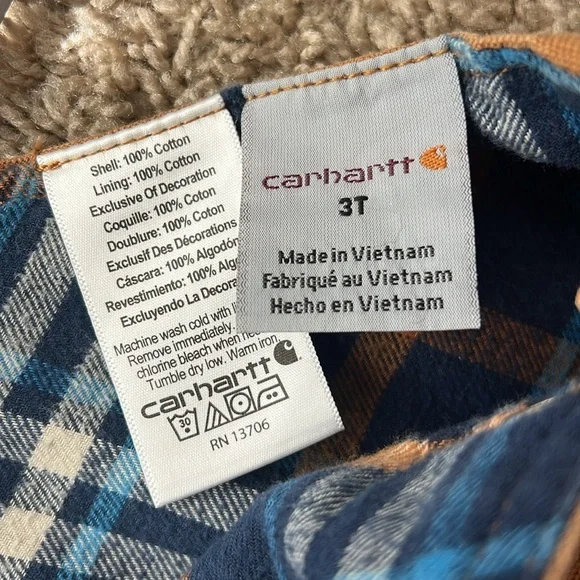 Shell: 100% Cotton
Lining: 100% Cotton
Exclusive Of Decoration
Coquille: 100% Coton
Doublure: 100% Coton
Exclusif Des Décorations
Cáscara: 100% Algodón
Revestimiento: 100%
Excluyendo La
Machine wash cold with
Remove immediately.
chlorine bleach when
Tumble dry low. Warm iron.
carhartt
30
RN 13706
carhartt
3T
Made in Vietnam
Fabriqué au Vietnam
Hecho en Vietnam